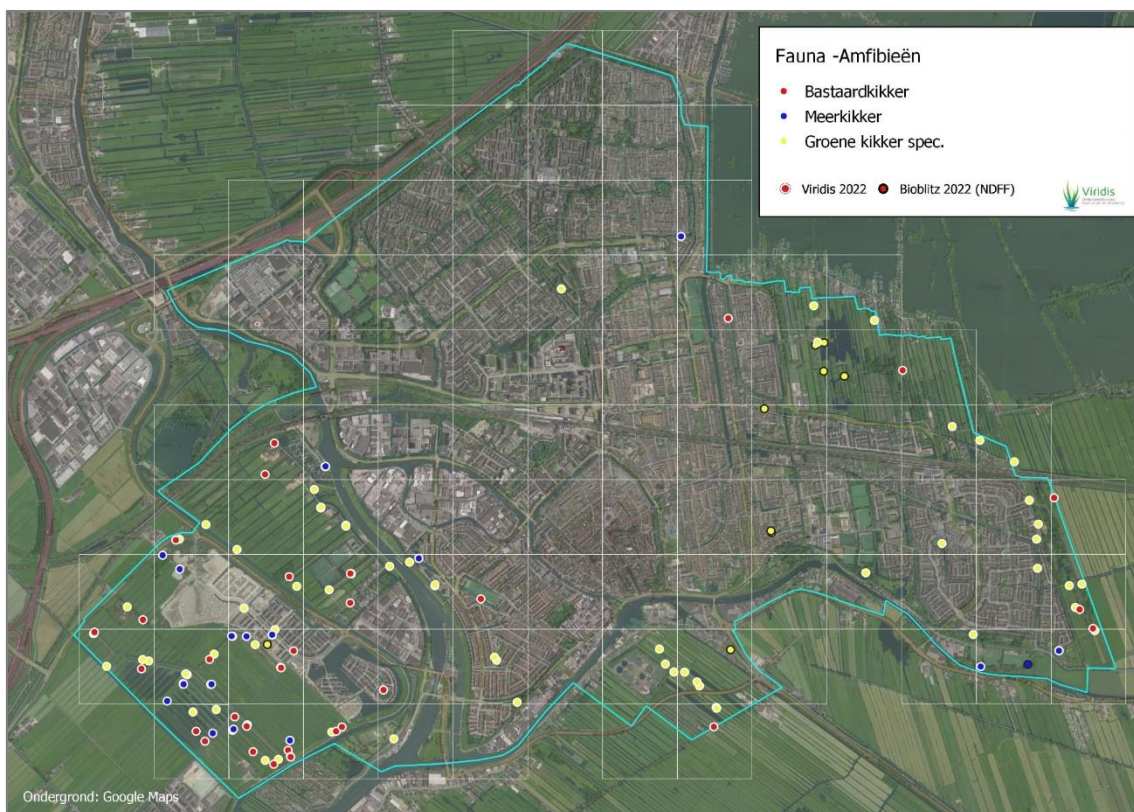 Fauna -Amfibieën
Bastaardkikker
Meerkikker
Groene kikker spec.
Viridis 2022
Bioblitz 2022 (NDFF)
Viridis
Ondergrond: Google Maps